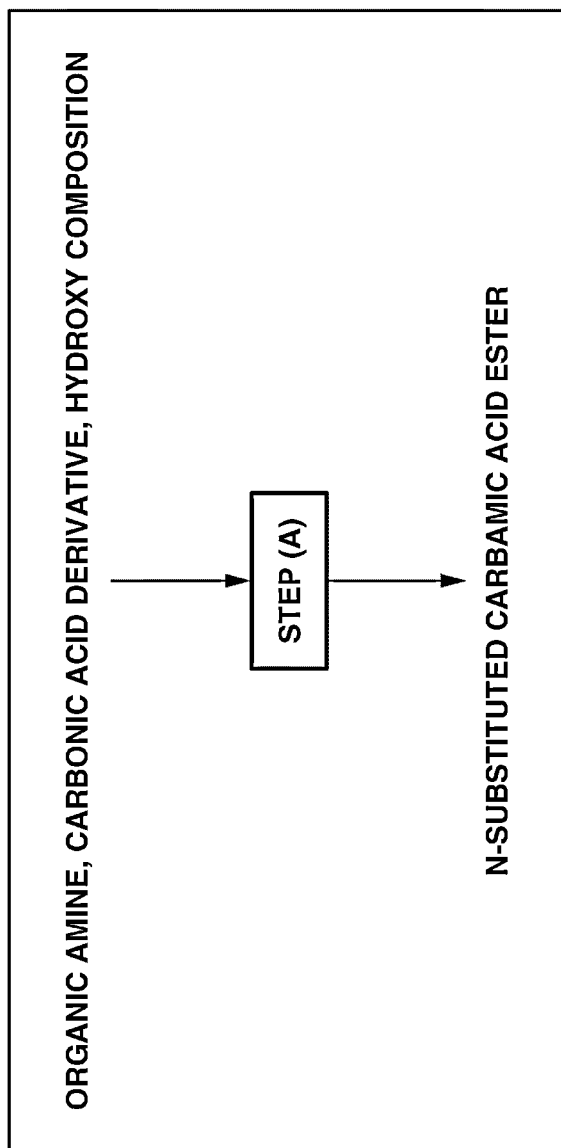 ORGANIC AMINE, CARBONIC ACID DERIVATIVE, HYDROXY COMPOSITION
STEP (A)
N-SUBSTITUTED CARBAMIC ACID ESTER